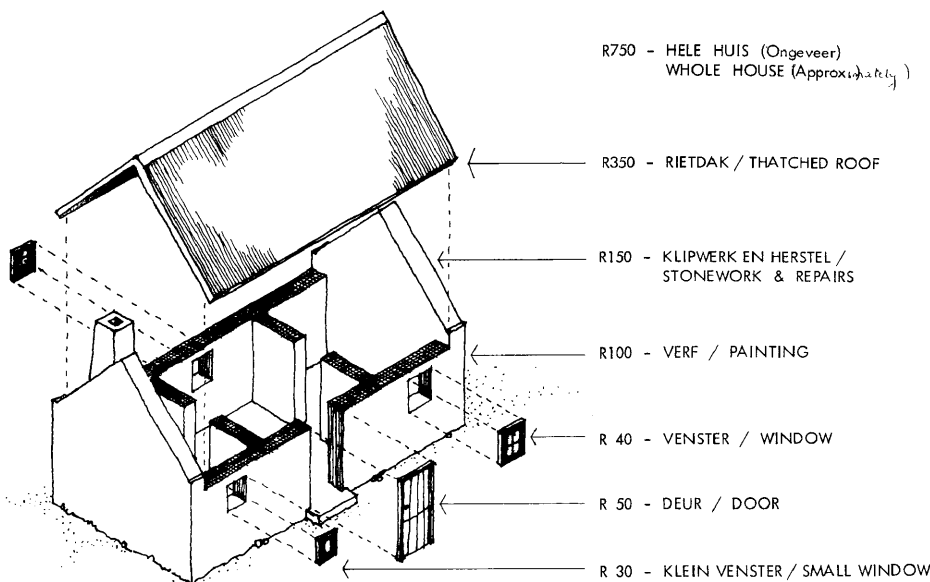 R750 - HELE HUIS (Ongeveer)
WHOLE HOUSE (Approximately)
R350 - RIETDAK / THATCHED ROOF
R150 - KLIPWERK EN HERSTEL /
STONEWORK & REPAIRS
R100 - VERF / PAINTING
R 40 - VENSTER / WINDOW
R 50 - DEUR / DOOR
R 30 - KLEIN VENSTER / SMALL WINDOW